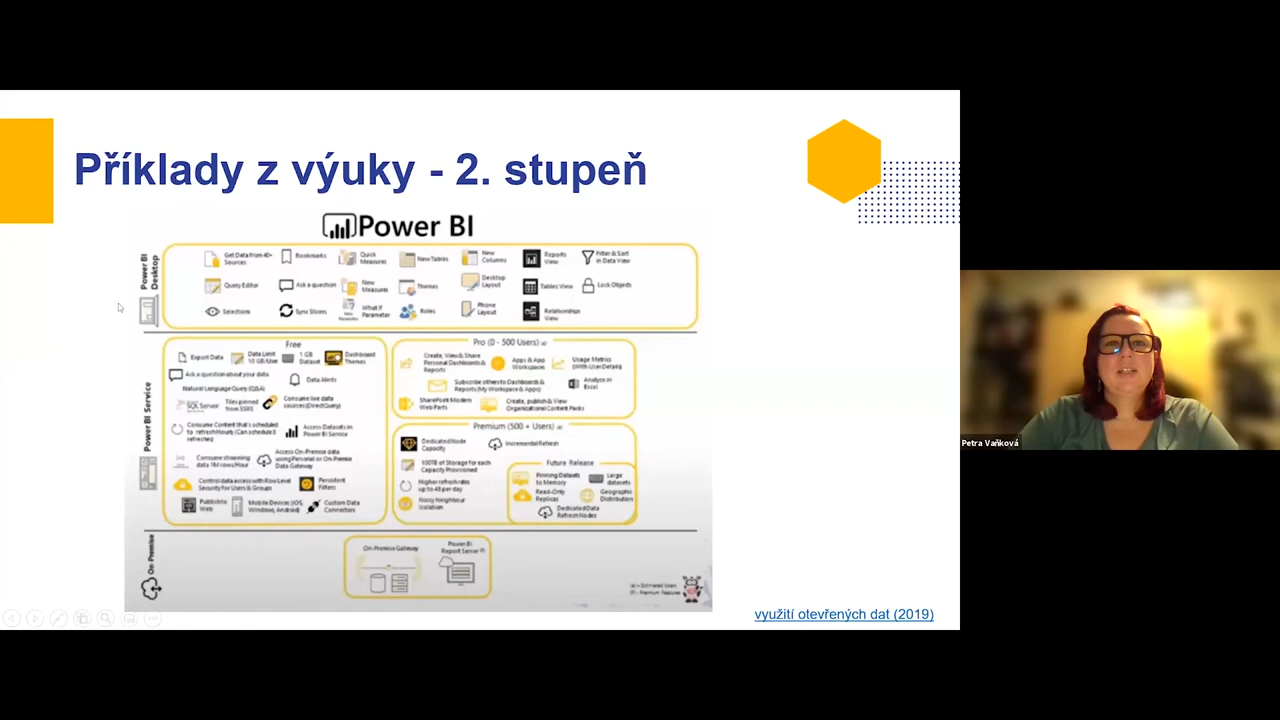 Příklady z výuky - 2. stupeň
Power BI
Power BI
Desktop
Get Data from 40+
Sources
Bookmarks
Quick
Measures
New Tables
New
Columns
Reports
View
Filter & Sort
in Data View
Query Editor
Ask a question
New
Measures
Themes
Desktop
Layout
Tables View
Lock Objects
Selections
Sync Slicers
What if
Parameter
Roles
Phone
Layout
Relationships
View
Power BI Service
Free
Export Data
Data Limit
10 GB/User
1 GB
Dataset
Dashboard
Themes
Ask a question about your data
Natural Language Query (Q&A)
Data Alerts
SQL Server
Tiles pinned
from SSRS
Consume live data
sources (DirectQuery)
Consume Content that's scheduled
to refresh Hourly (Can schedule 8
refreshes)
Access Datasets in
Power BI Service
Consume streaming
data 1M rows/Hour
Access On-Premise data
using Personal or On-Premise
Data Gateway
Control data access with Row Level
Security for Users & Groups
Persistent
Filters
Publish to
Web
Mobile Devices (iOS,
Windows, Android)
Custom Data
Connectors
Pro (0 - 500 Users)
Create, View & Share
Personal Dashboards &
Reports
Apps & App
Workspaces
Usage Metrics
(With User Details)
Subscribe others to Dashboards &
Reports (My Workspace & Apps)
Analyze in
Excel
SharePoint Modern
Web Parts
Create, publish & View
Organizational Content Packs
Premium (500 + Users)
Dedicated Node
Capacity
Incremental Refresh
100TB of Storage for each
Capacity Provisioned
Higher refresh rates
up to 48 per day
Noisy Neighbour
Isolation
Future Release
Pinning Datasets
to Memory
Large
datasets
Read-Only
Replicas
Geographic
Distribution
Dedicated Data
Refresh Nodes
On-Premise
On-Premise Gateway
Power BI
Report Server
využití otevřených dat (2019)
Petra Vaňková